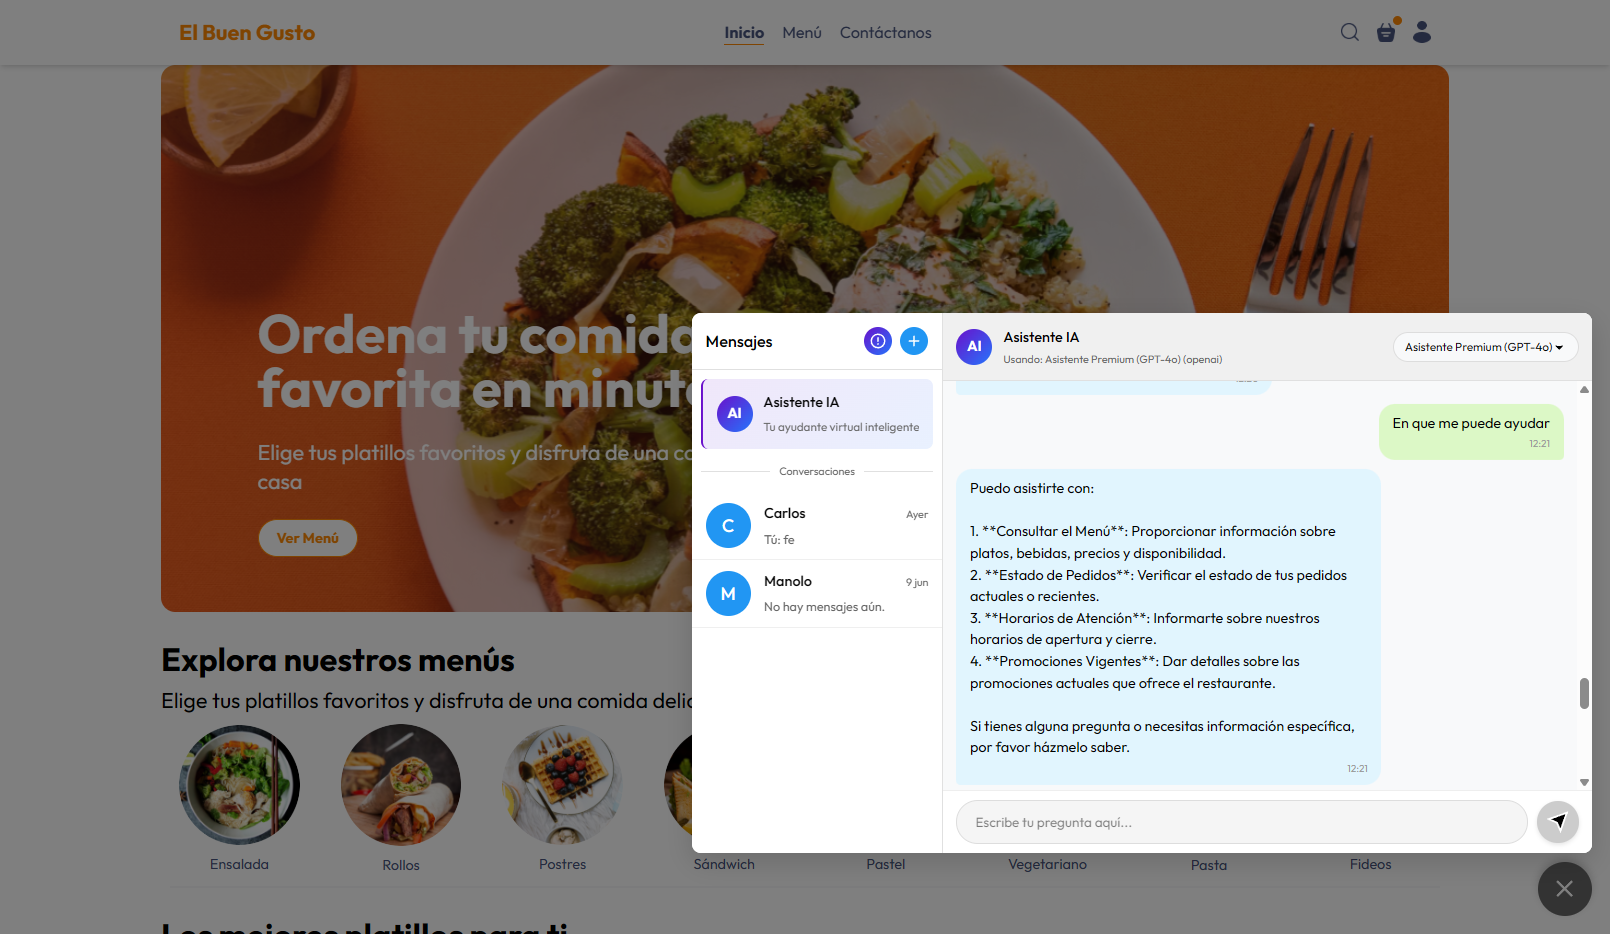 El Buen Gusto
Inicio Menú Contáctanos
Ordena tu comida
favorita en minut
Elige tus platillos favoritos y disfruta de una co
casa
Ver Menú
Explora nuestros menús
Elige tus platillos favoritos y disfruta de una comida delic
Ensalada
Rollos
Postres
Sándwich
Pastel
Vegetariano
Pasta
Fideos
Los mejores platillos para ti
Mensajes
AI
Asistente IA
Tu ayudante virtual inteligente
Conversaciones
C
Carlos
Ayer
Tú: fe
M
Manolo
9 jun
No hay mensajes aún.
AI
Asistente IA
Usando: Asistente Premium (GPT-4o) (openai)
Asistente Premium (GPT-4o)
En que me puede ayudar
12:21
Puedo asistirte con:
1. **Consultar el Menú**: Proporcionar información sobre
platos, bebidas, precios y disponibilidad.
2. **Estado de Pedidos**: Verificar el estado de tus pedidos
actuales o recientes.
3. **Horarios de Atención**: Informarte sobre nuestros
horarios de apertura y cierre.
4. **Promociones Vigentes**: Dar detalles sobre las
promociones actuales que ofrece el restaurante.
Si tienes alguna pregunta o necesitas información específica,
por favor házmelo saber.
12:21
Escribe tu pregunta aquí...